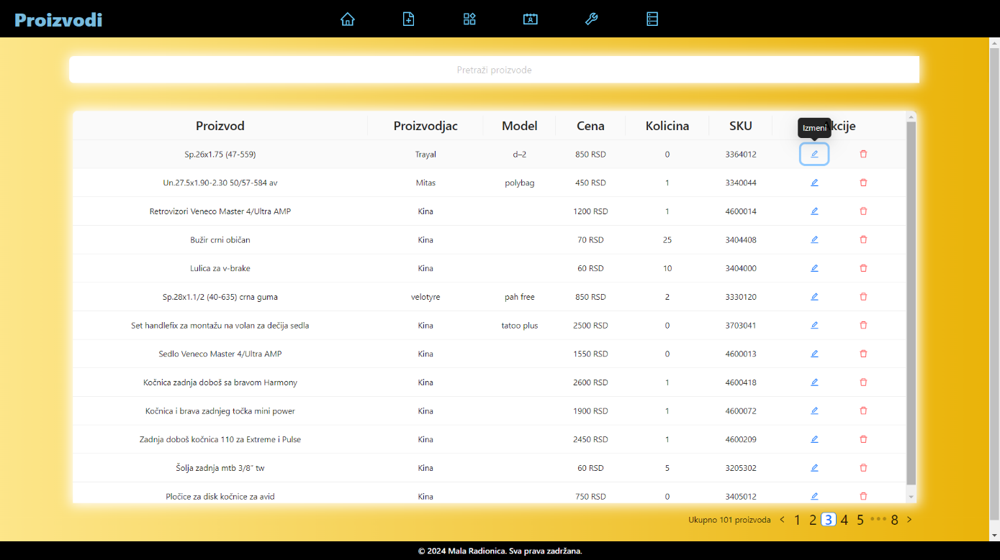 Proizvodi
Pretraži proizvode
Proizvod Proizvodjac Model Cena Kolicina SKU Akcije
Izmeni
Sp.26x1.75 (47-559) Trayal d–2 850 RSD 0 3364012
Un.27.5x1.90-2.30 50/57-584 av Mitas polybag 450 RSD 1 3340044
Retrovizori Veneco Master 4/Ultra AMP Kina 1200 RSD 1 4600014
Bužir crni običan Kina 70 RSD 25 3404408
Lulica za v-brake Kina 60 RSD 10 3404000
Sp.28x1.1/2 (40-635) crna guma velotyre pah free 850 RSD 2 3330120
Set handlefix za montažu na volan za dečija sedla Kina tatoo plus 2500 RSD 0 3703041
Sedlo Veneco Master 4/Ultra AMP Kina 1550 RSD 0 4600013
Kočnica zadnja doboš sa bravom Harmony Kina 2600 RSD 1 4600418
Kočnica i brava zadnjeg točka mini power Kina 1900 RSD 1 4600072
Zadnja doboš kočnica 110 za Extreme i Pulse Kina 2450 RSD 1 4600209
Šolja zadnja mtb 3/8˝ tw Kina 60 RSD 5 3205302
Pločice za disk kočnice za avid Kina 750 RSD 0 3405012
Ukupno 101 proizvoda < 1 2 3 4 5 ••• 8 >
© 2024 Mala Radionica. Sva prava zadržana.